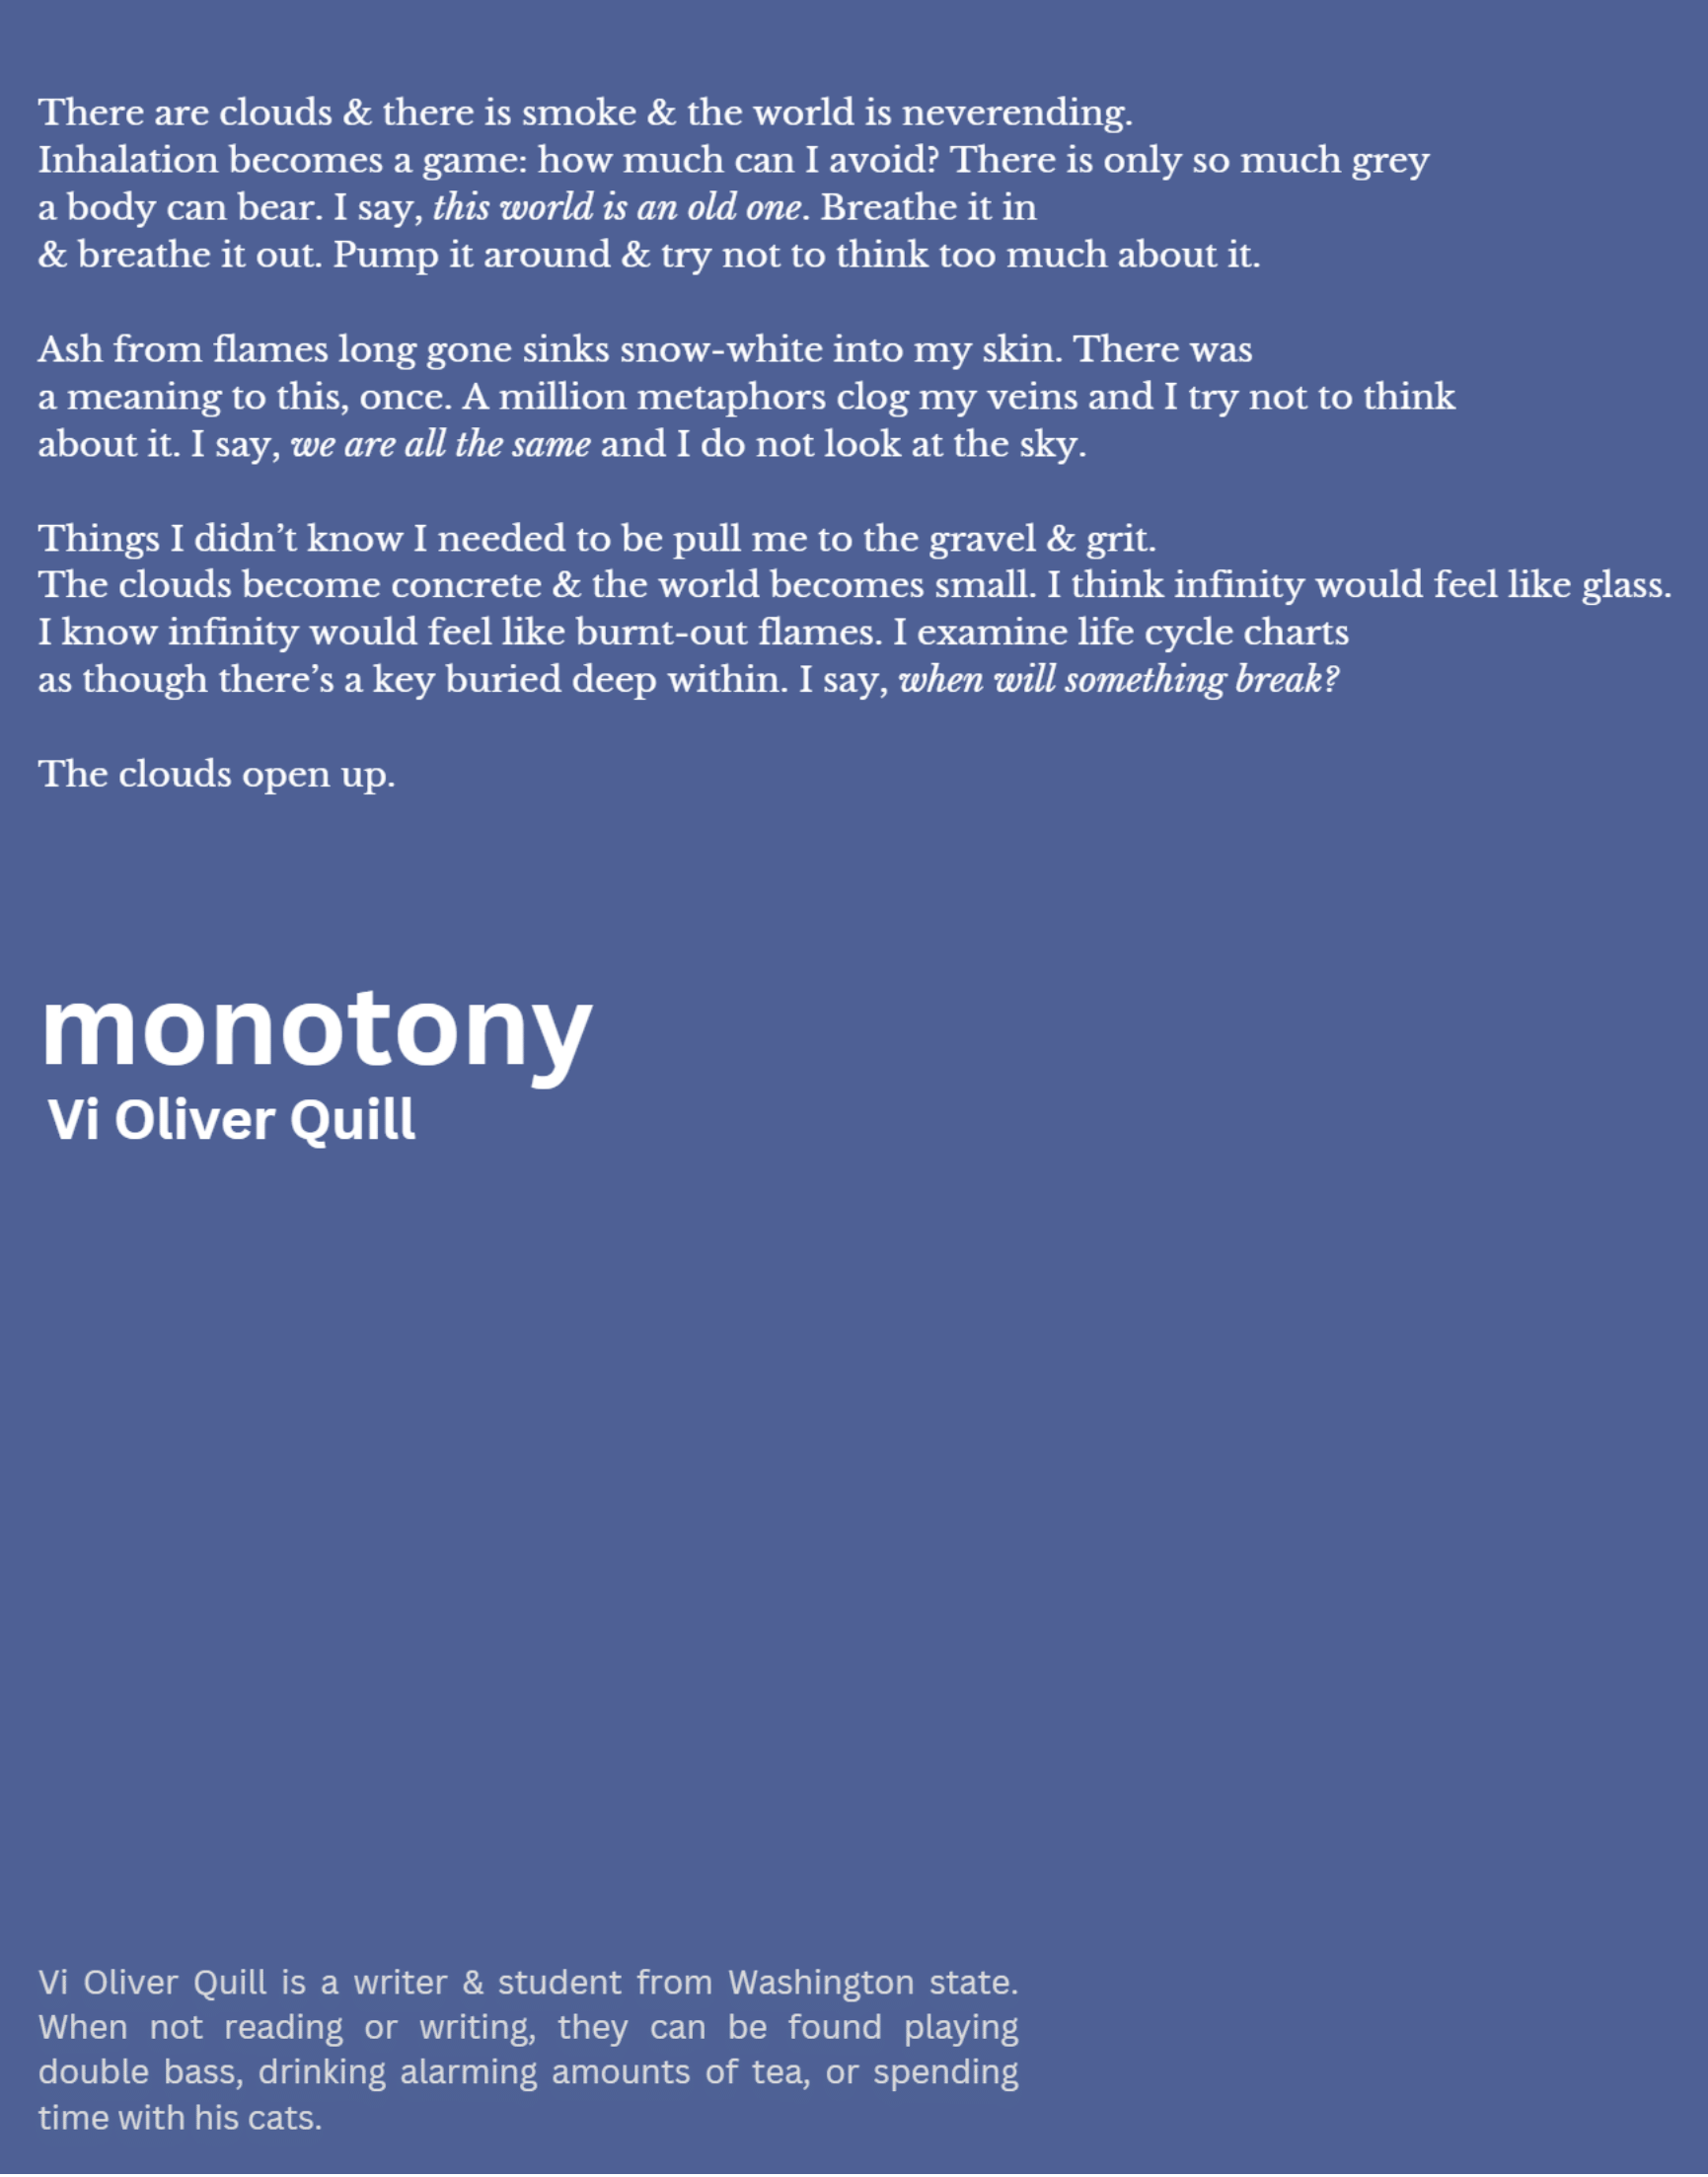 There are clouds & there is smoke & the world is neverending.
Inhalation becomes a game: how much can I avoid? There is only so much grey
a body can bear. I say, this world is an old one. Breathe it in
& breathe it out. Pump it around & try not to think too much about it.
Ash from flames long gone sinks snow-white into my skin. There was
a meaning to this, once. A million metaphors clog my veins and I try not to think
about it. I say, we are all the same and I do not look at the sky.
Things I didn’t know I needed to be pull me to the gravel & grit.
The clouds become concrete & the world becomes small. I think infinity would feel like glass.
I know infinity would feel like burnt-out flames. I examine life cycle charts
as though there’s a key buried deep within. I say, when will something break?
The clouds open up.
monotony
Vi Oliver Quill
Vi Oliver Quill is a writer & student from Washington state.
When not reading or writing, they can be found playing
double bass, drinking alarming amounts of tea, or spending
time with his cats.